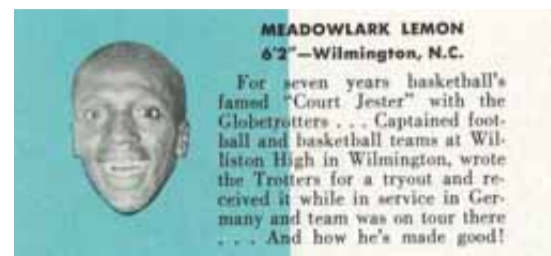 MEADOWLARK LEMON
6'2"—Wilmington, N.C.
For seven years basketball's
famed "Court Jester" with the
Globetrotters . . . Captained foot-
ball and basketball teams at Wil-
liston High in Wilmington, wrote
the Trotters for a tryout and re-
ceived it while in service in Ger-
many and team was on tour there
. . . And how he's made good!